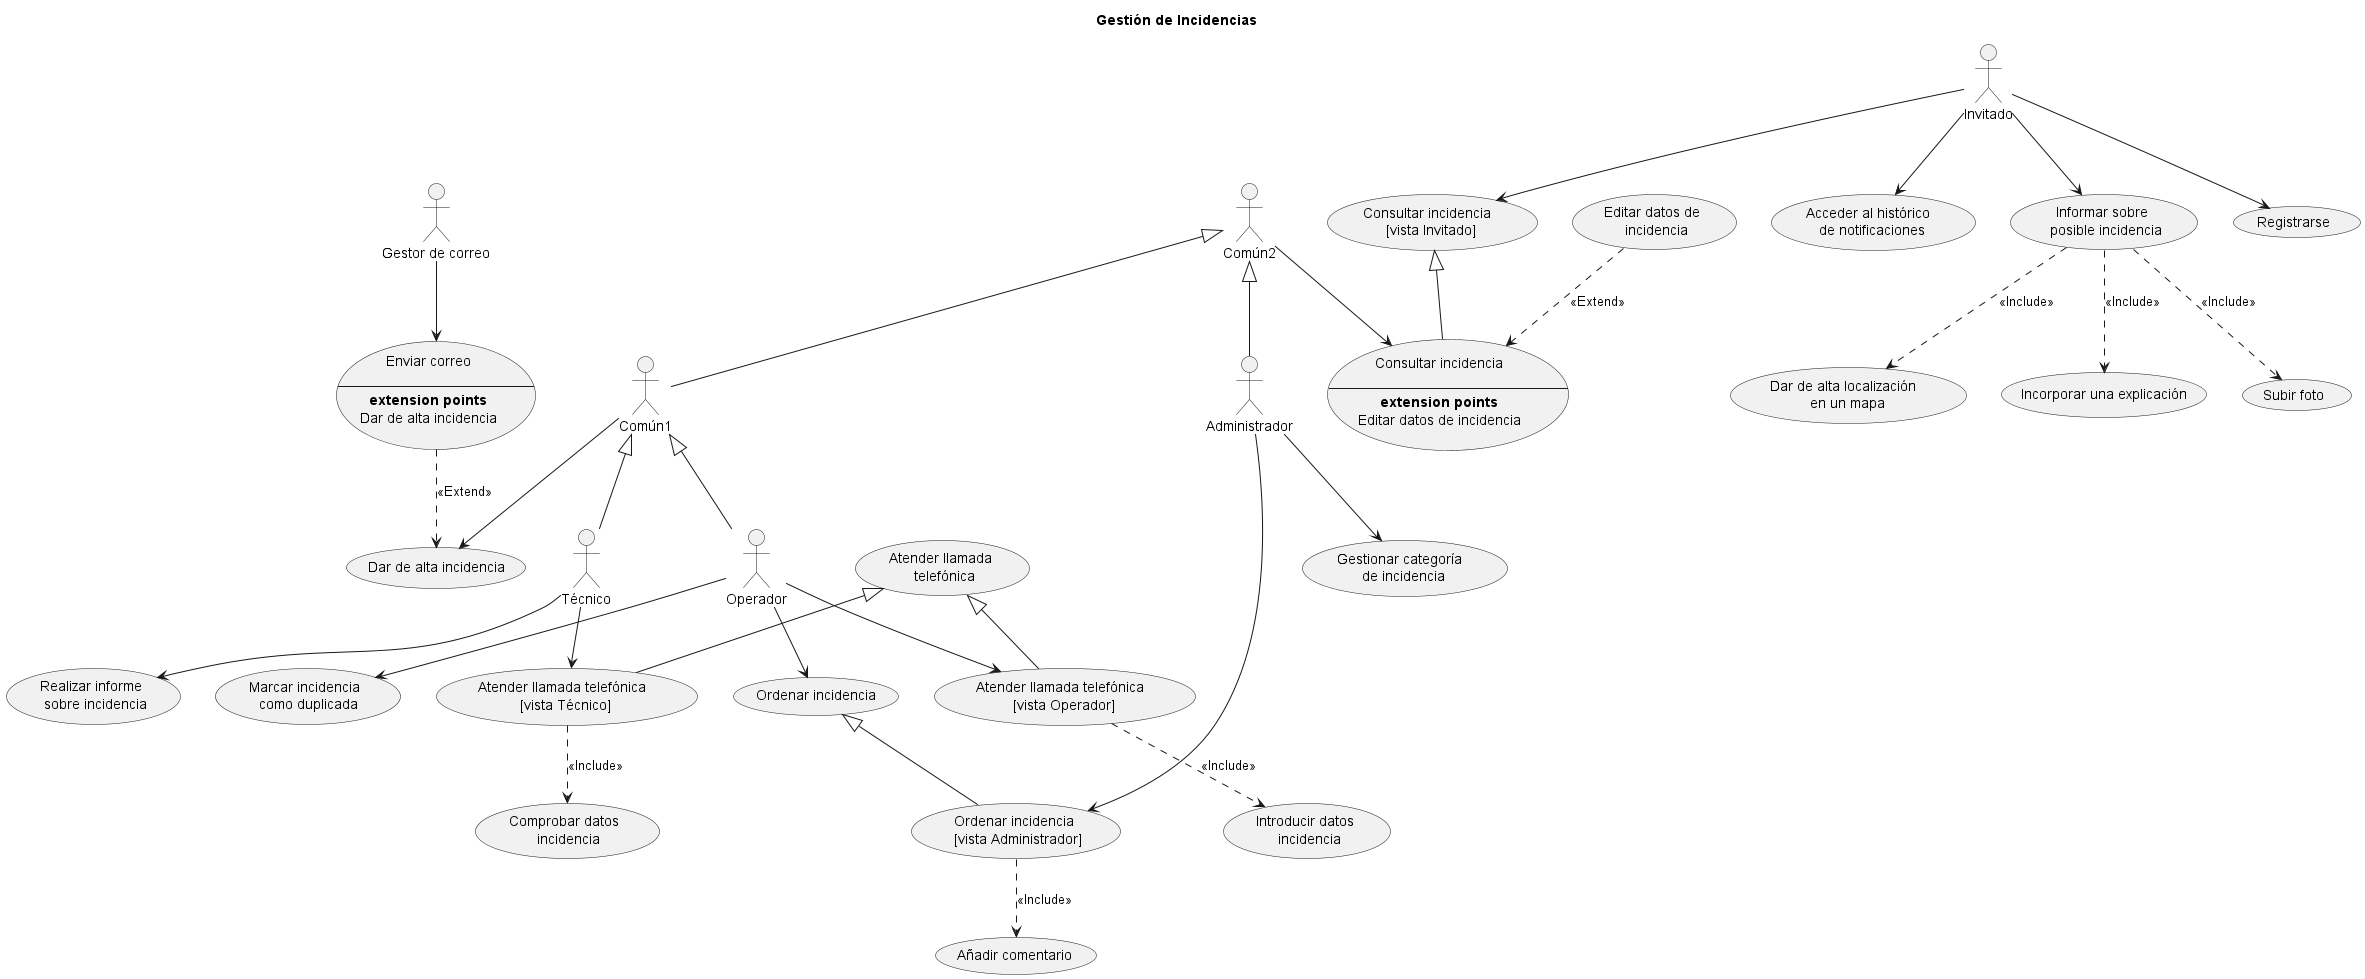 Gestión de Incidencias
Invitado
Gestor de correo
Común2
Consultar incidencia
[vista Invitado]
Editar datos de
incidencia
Acceder al histórico
de notificaciones
Informar sobre
posible incidencia
Registrarse
«Extend»
«Include»
«Include»
«Include»
Enviar correo
extension points
Dar de alta incidencia
Común1
Administrador
Consultar incidencia
extension points
Editar datos de incidencia
Dar de alta localización
en un mapa
Incorporar una explicación
Subir foto
«Extend»
Dar de alta incidencia
Técnico
Operador
Atender llamada
telefónica
Gestionar categoría
de incidencia
Realizar informe
sobre incidencia
Marcar incidencia
como duplicada
Atender llamada telefónica
[vista Técnico]
Ordenar incidencia
Atender llamada telefónica
[vista Operador]
«Include»
«Include»
Comprobar datos
incidencia
Ordenar incidencia
[vista Administrador]
Introducir datos
incidencia
«Include»
Añadir comentario